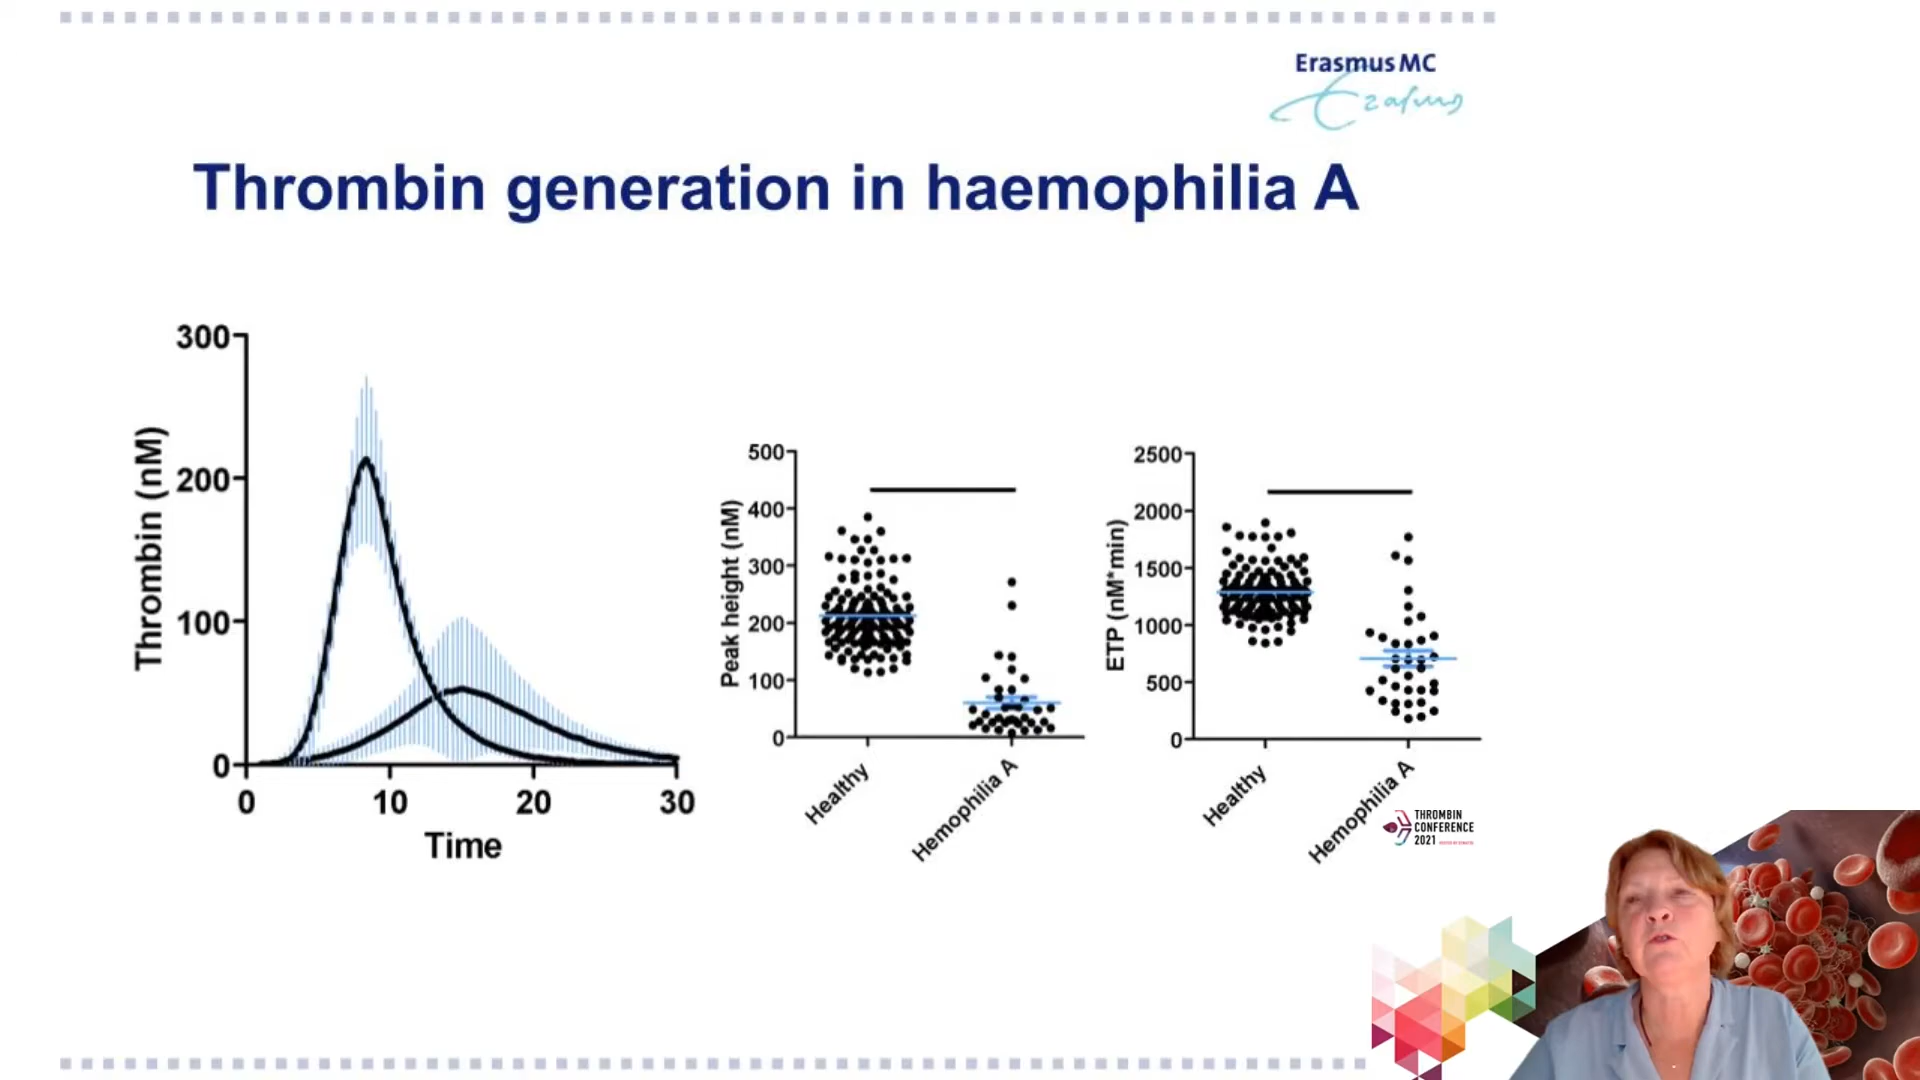 Erasmus MC
Erasmus
Thrombin generation in haemophilia A
Thrombin (nM)
300
200
100
0
0 10 20 30
Time
Peak height (nM)
500
400
300
200
100
0
Healthy
Hemophilia A
ETP (nM*min)
2500
2000
1500
1000
500
0
Healthy
Hemophilia A
THROMBIN
CONFERENCE
2021